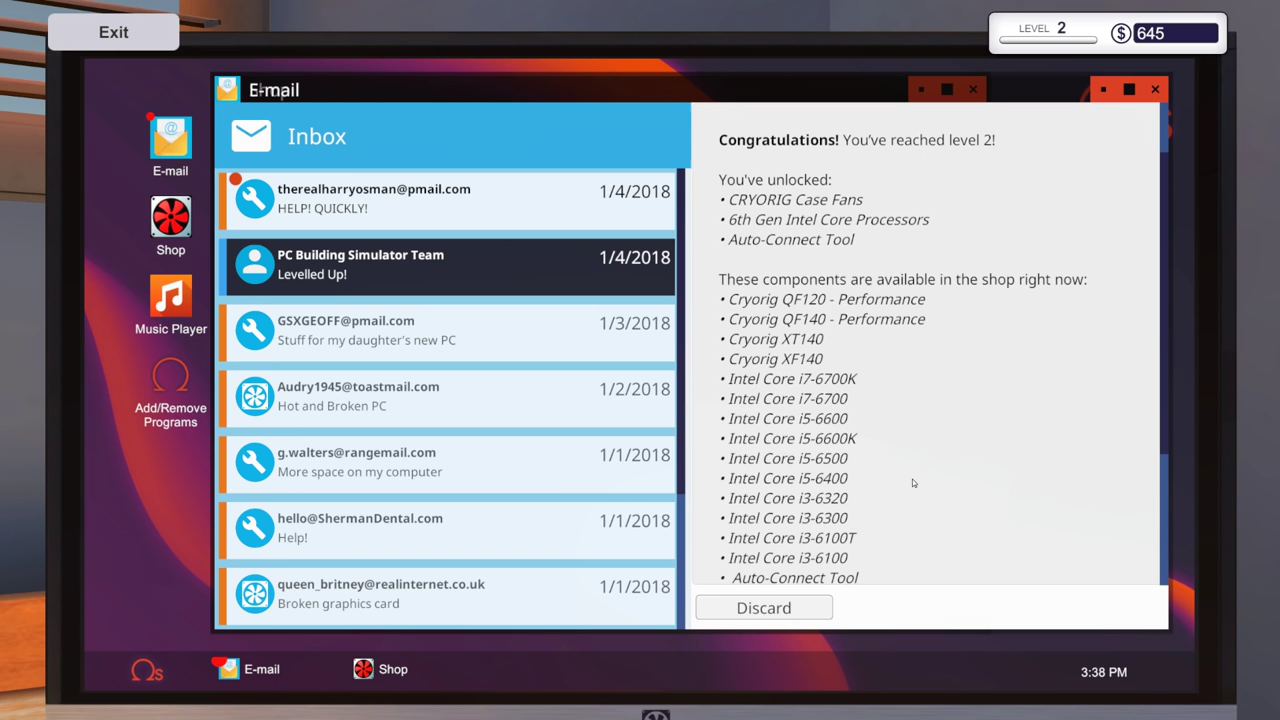 Exit
LEVEL 2
$ 645
E-mail
E-mail
Shop
Music Player
Add/Remove
Programs
Inbox
therealharryosman@pmail.com
1/4/2018
HELP! QUICKLY!
PC Building Simulator Team
1/4/2018
Levelled Up!
GSXGEOFF@pmail.com
1/3/2018
Stuff for my daughter's new PC
Audry1945@toastmail.com
1/2/2018
Hot and Broken PC
g.walters@rangemail.com
1/1/2018
More space on my computer
hello@ShermanDental.com
1/1/2018
Help!
queen_britney@realinternet.co.uk
1/1/2018
Broken graphics card
Congratulations! You've reached level 2!
You've unlocked:
• CRYORIG Case Fans
• 6th Gen Intel Core Processors
• Auto-Connect Tool
These components are available in the shop right now:
• Cryorig QF120 - Performance
• Cryorig QF140 - Performance
• Cryorig XT140
• Cryorig XF140
• Intel Core i7-6700K
• Intel Core i7-6700
• Intel Core i5-6600
• Intel Core i5-6600K
• Intel Core i5-6500
• Intel Core i5-6400
• Intel Core i3-6320
• Intel Core i3-6300
• Intel Core i3-6100T
• Intel Core i3-6100
• Auto-Connect Tool
Discard
Ωs
E-mail
Shop
3:38 PM